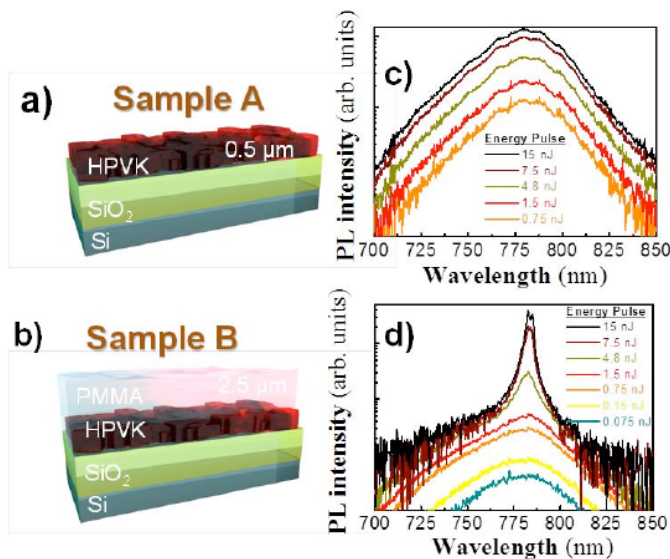 a)
Sample A
HPVK
0.5 μm
SiO₂
Si
c)
PL intensity (arb. units)
Energy Pulse
15 nJ
7.5 nJ
4.8 nJ
1.5 nJ
0.75 nJ
700 725 750 775 800 825 850
Wavelength (nm)
b)
Sample B
PMMA
2.5 μm
HPVK
SiO₂
Si
d)
PL intensity (arb. units)
Energy Pulse
15 nJ
7.5 nJ
4.8 nJ
1.5 nJ
0.75 nJ
0.15 nJ
0.075 nJ
700 725 750 775 800 825 850
Wavelength (nm)